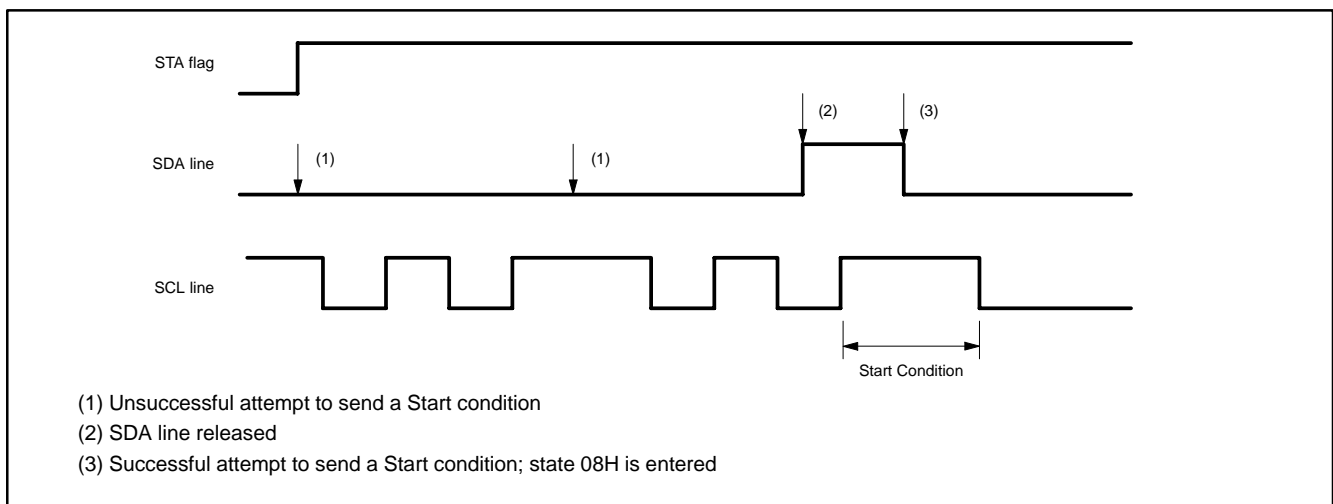 STA flag
(2)
(3)
SDA line
(1)
(1)
SCL line
Start Condition
(1) Unsuccessful attempt to send a Start condition
(2) SDA line released
(3) Successful attempt to send a Start condition; state 08H is entered